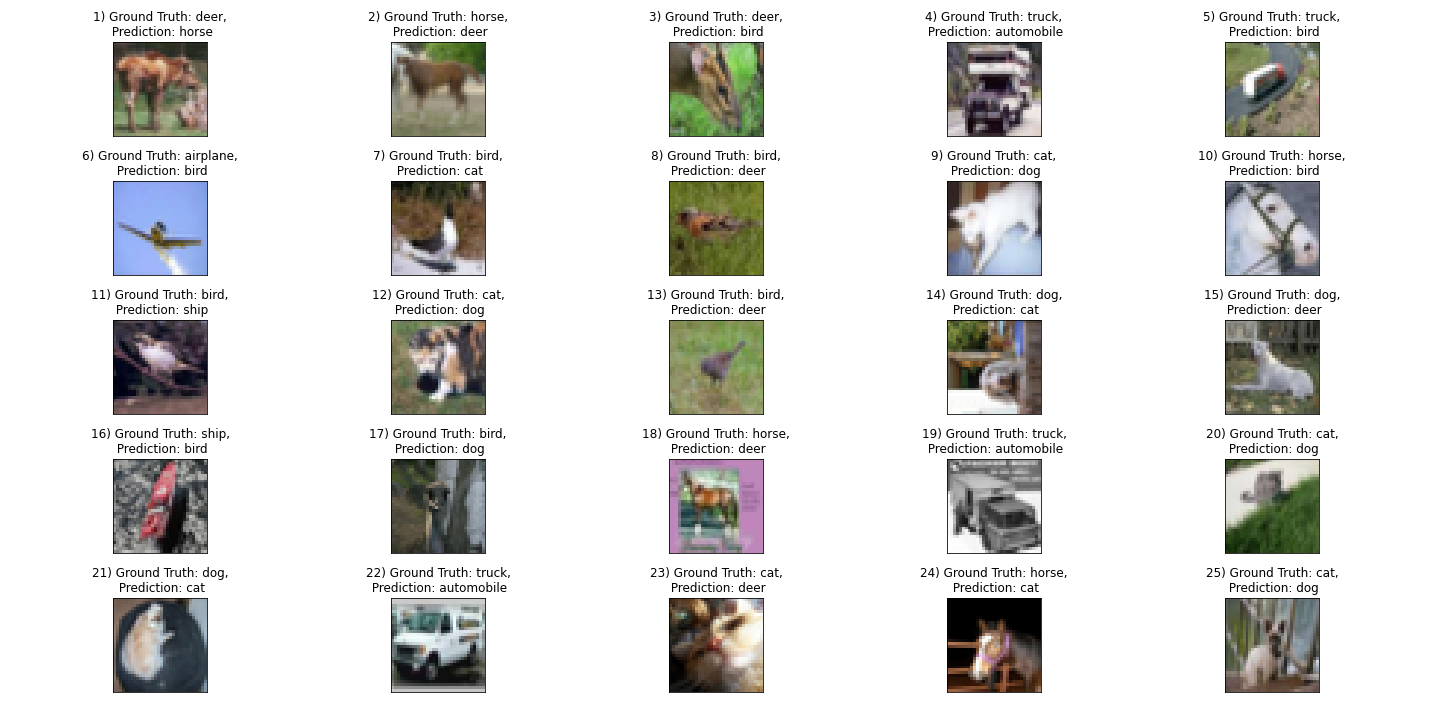 1) Ground Truth: deer,
Prediction: horse
2) Ground Truth: horse,
Prediction: deer
3) Ground Truth: deer,
Prediction: bird
4) Ground Truth: truck,
Prediction: automobile
5) Ground Truth: truck,
Prediction: bird
6) Ground Truth: airplane,
Prediction: bird
7) Ground Truth: bird,
Prediction: cat
8) Ground Truth: bird,
Prediction: deer
9) Ground Truth: cat,
Prediction: dog
10) Ground Truth: horse,
Prediction: bird
11) Ground Truth: bird,
Prediction: ship
12) Ground Truth: cat,
Prediction: dog
13) Ground Truth: bird,
Prediction: deer
14) Ground Truth: dog,
Prediction: cat
15) Ground Truth: dog,
Prediction: deer
16) Ground Truth: ship,
Prediction: bird
17) Ground Truth: bird,
Prediction: dog
18) Ground Truth: horse,
Prediction: deer
19) Ground Truth: truck,
Prediction: automobile
20) Ground Truth: cat,
Prediction: dog
21) Ground Truth: dog,
Prediction: cat
22) Ground Truth: truck,
Prediction: automobile
23) Ground Truth: cat,
Prediction: deer
24) Ground Truth: horse,
Prediction: cat
25) Ground Truth: cat,
Prediction: dog